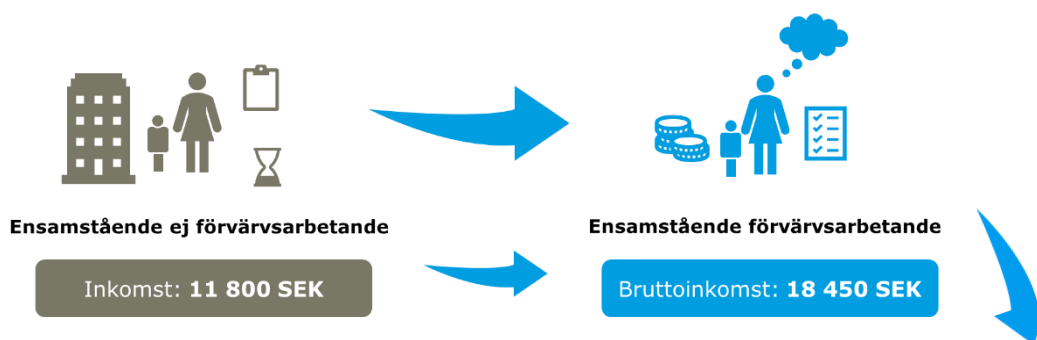 Ensamstående ej förvärvsarbetande
Ensamstående förvärvsarbetande
Inkomst: 11 800 SEK
Bruttoinkomst: 18 450 SEK